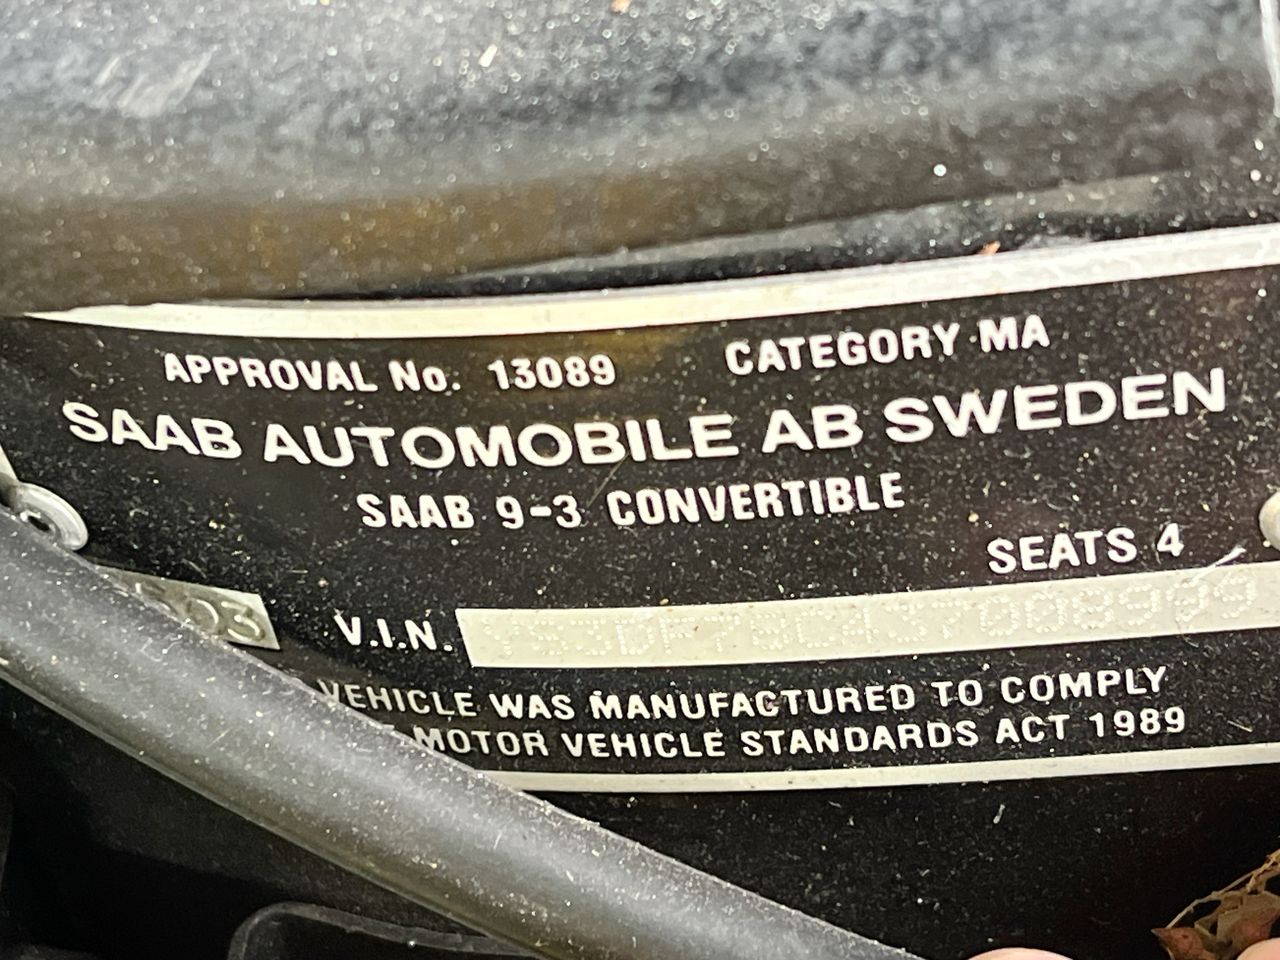 APPROVAL No. 13089 CATEGORY MA
SAAB AUTOMOBILE AB SWEDEN
SAAB 9-3 CONVERTIBLE
SEATS 4
03 V.I.N.
VEHICLE WAS MANUFACTURED TO COMPLY
MOTOR VEHICLE STANDARDS ACT 1989